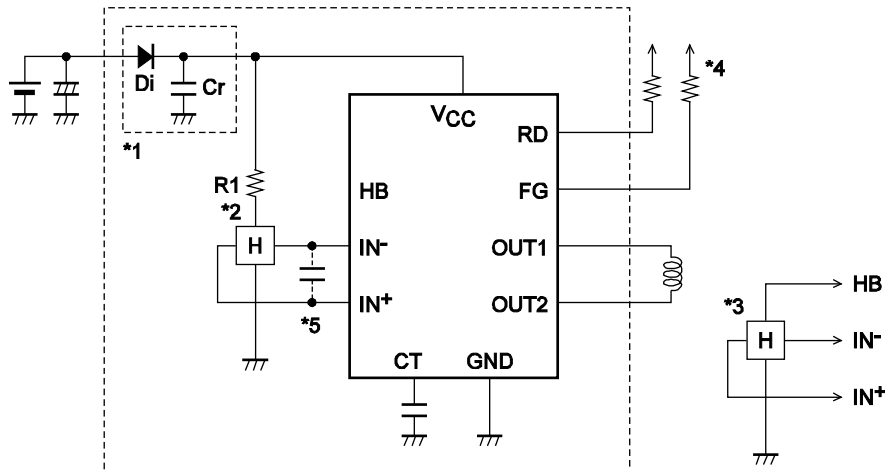 *4
Di
Cr
VCC
RD
*1
R1
HB
FG
*2
H
IN-
OUT1
HB
*3
IN+
OUT2
*5
H
IN-
CT
GND
IN+